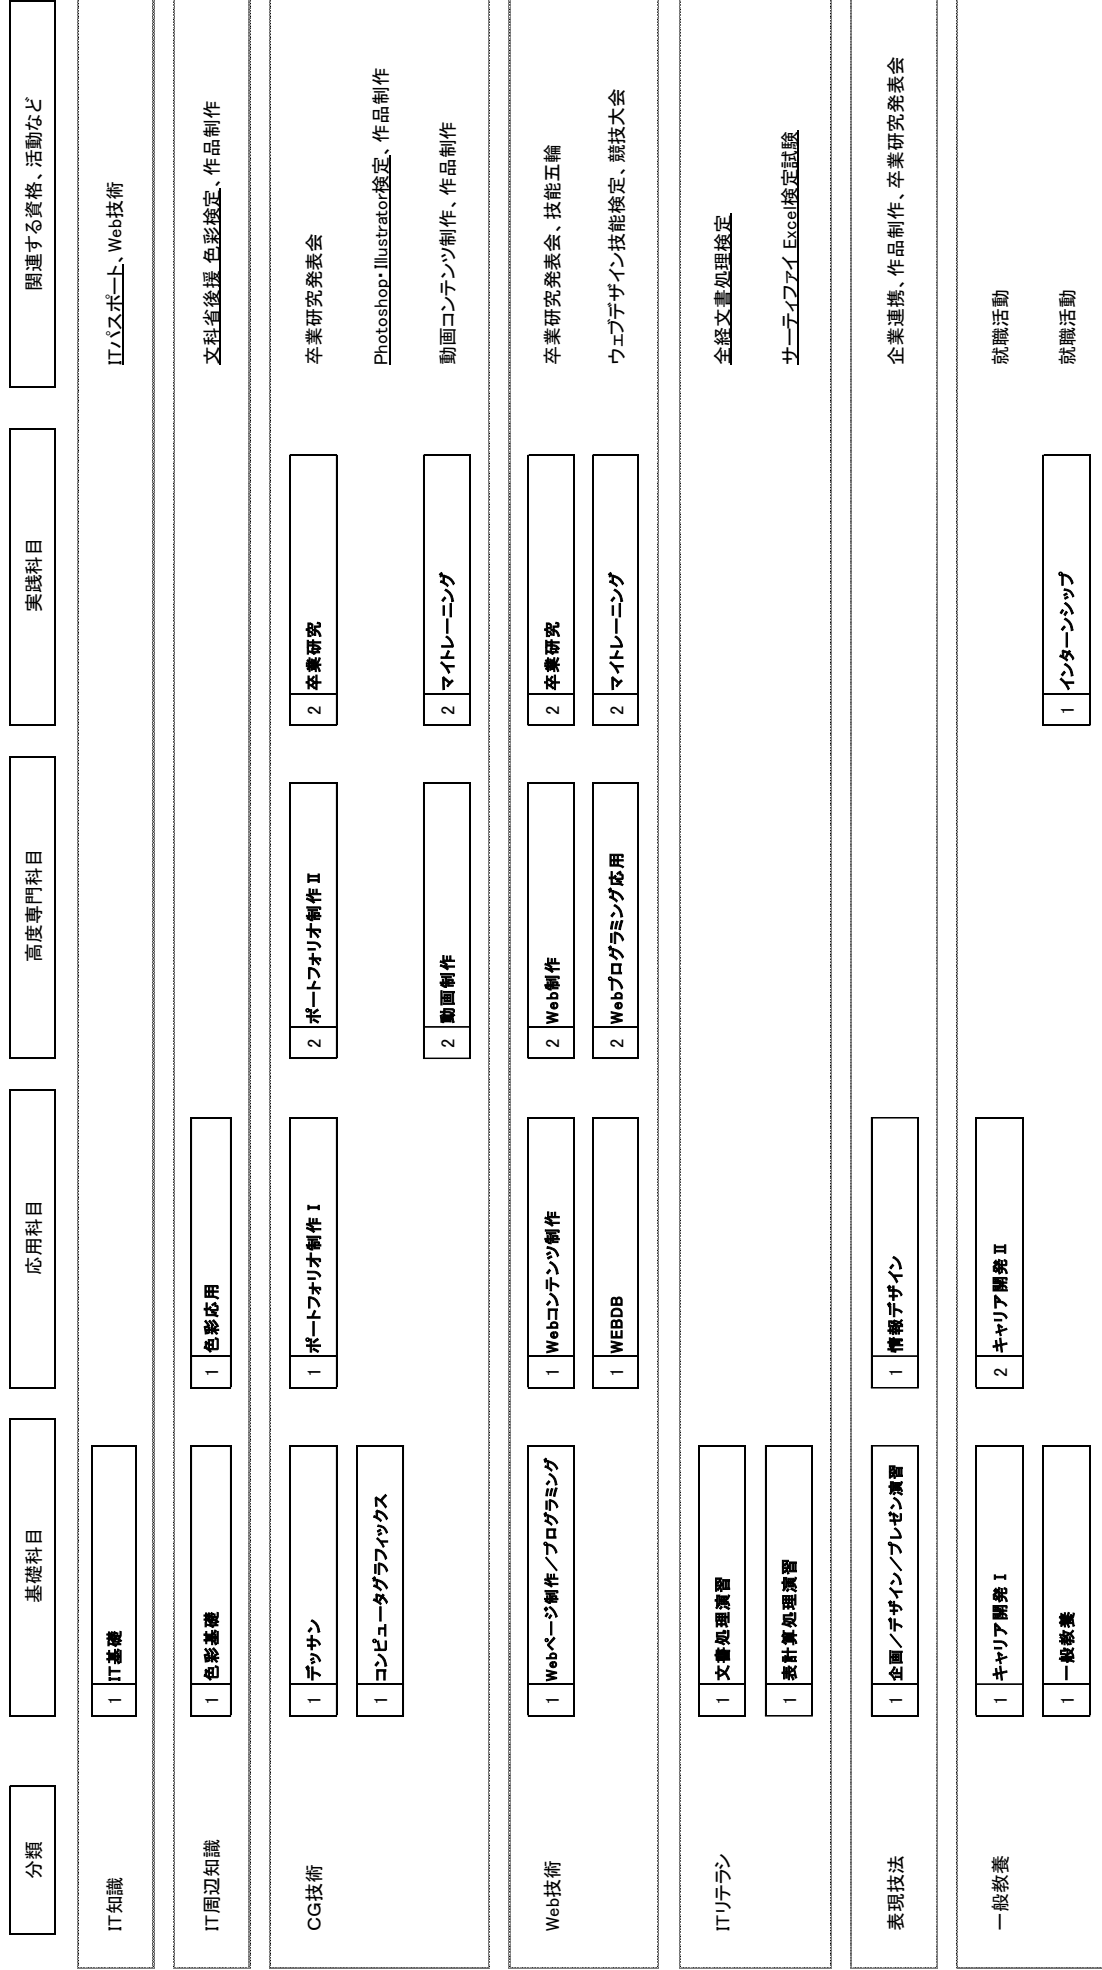 分類
基礎科目
応用科目
高度専門科目
実践科目
関連する資格、活動など
IT知識
1 IT基礎
ITパスポート、Web技術
IT周辺知識
1 色彩基礎
1 色彩応用
文科省後援 色彩検定、作品制作
CG技術
1 デッサン
1 ポートフォリオ制作Ⅰ
2 ポートフォリオ制作Ⅱ
2 卒業研究
卒業研究発表会
1 コンピュータグラフィックス
Photoshop・Illustrator検定、作品制作
2 動画制作
2 マイトレーニング
動画コンテンツ制作、作品制作
Web技術
1 Webページ制作／プログラミング
1 Webコンテンツ制作
2 Web制作
2 卒業研究
卒業研究発表会、技能五輪
1 WEBDB
2 Webプログラミング応用
2 マイトレーニング
ウェブデザイン技能検定、競技大会
ITリテラシ
1 文書処理演習
全経文書処理検定
1 表計算処理演習
サーティファイ Excel検定試験
表現技法
1 企画／デザイン／プレゼン演習
1 情報デザイン
企業連携、作品制作、卒業研究発表会
一般教養
1 キャリア開発Ⅰ
2 キャリア開発Ⅱ
就職活動
1 一般教養
1 インターンシップ
就職活動